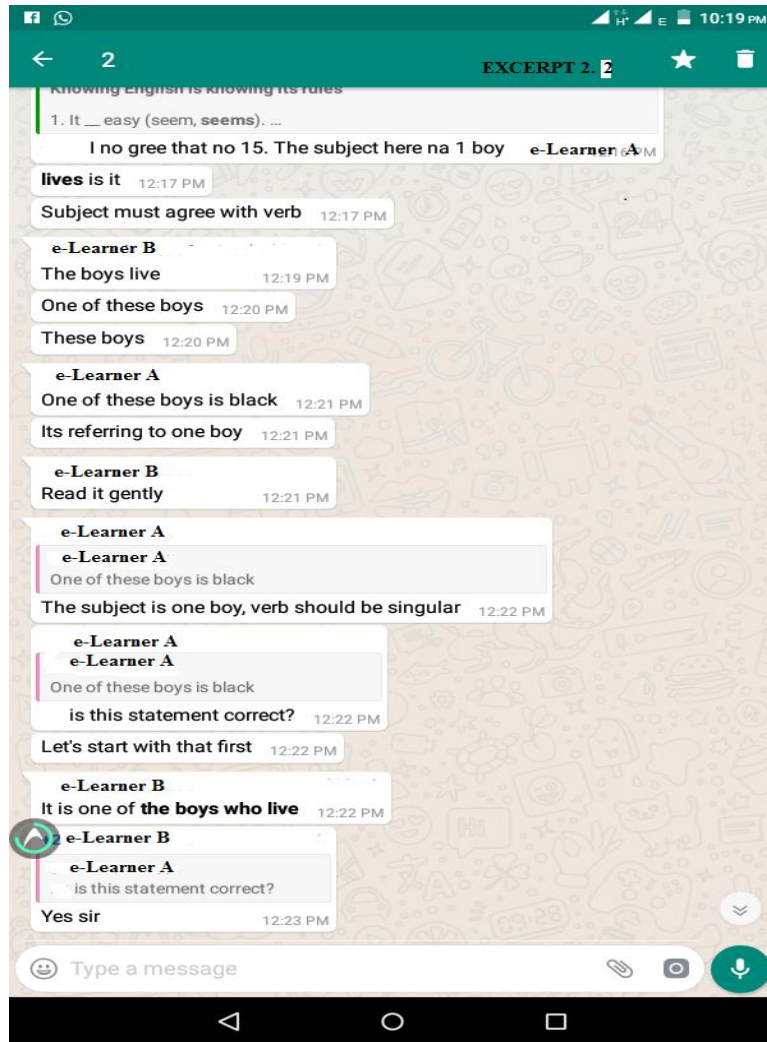 10:19 PM
2
EXCERPT 2. 2
Knowing English is knowing its rules
1. It __ easy (seem, seems). ...
I no gree that no 15. The subject here na 1 boy e-Learner A
lives is it 12:17 PM
Subject must agree with verb 12:17 PM
e-Learner B
The boys live 12:19 PM
One of these boys 12:20 PM
These boys 12:20 PM
e-Learner A
One of these boys is black 12:21 PM
Its referring to one boy 12:21 PM
e-Learner B
Read it gently 12:21 PM
e-Learner A
e-Learner A
One of these boys is black
The subject is one boy, verb should be singular 12:22 PM
e-Learner A
e-Learner A
One of these boys is black
is this statement correct? 12:22 PM
Let's start with that first 12:22 PM
e-Learner B
It is one of the boys who live 12:22 PM
e-Learner B
e-Learner A
is this statement correct?
Yes sir 12:23 PM
Type a message